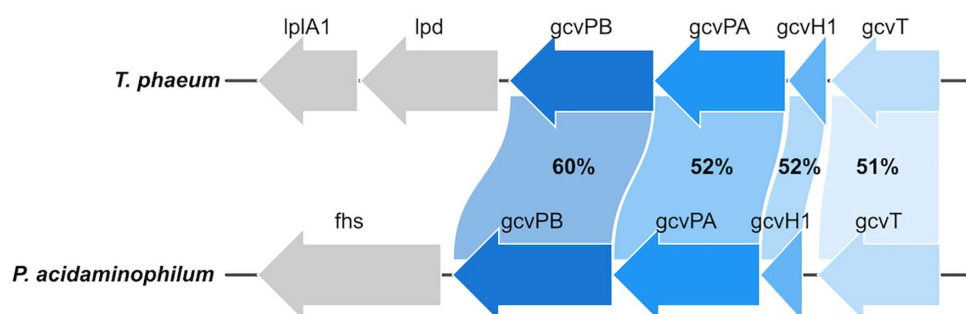 lplA1 lpd gcvPB gcvPA gcvH1 gcvT
T. phaeum
60% 52% 52% 51%
fhs gcvPB gcvPA gcvH1 gcvT
P. acidaminophilum